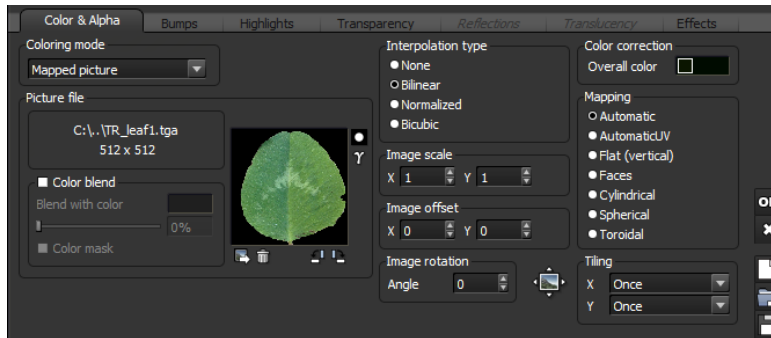 Color & Alpha
Bumps
Highlights
Transparency
Reflections
Translucency
Effects
Coloring mode
Mapped picture
Picture file
C:\..\TR_leaf1.tga
512 x 512
Color blend
Blend with color
0%
Color mask
γ
Interpolation type
None
Bilinear
Normalized
Bicubic
Image scale
X 1 Y 1
Image offset
X 0 Y 0
Image rotation
Angle 0
Color correction
Overall color
Mapping
Automatic
AutomaticUV
Flat (vertical)
Faces
Cylindrical
Spherical
Toroidal
Tiling
X Once
Y Once